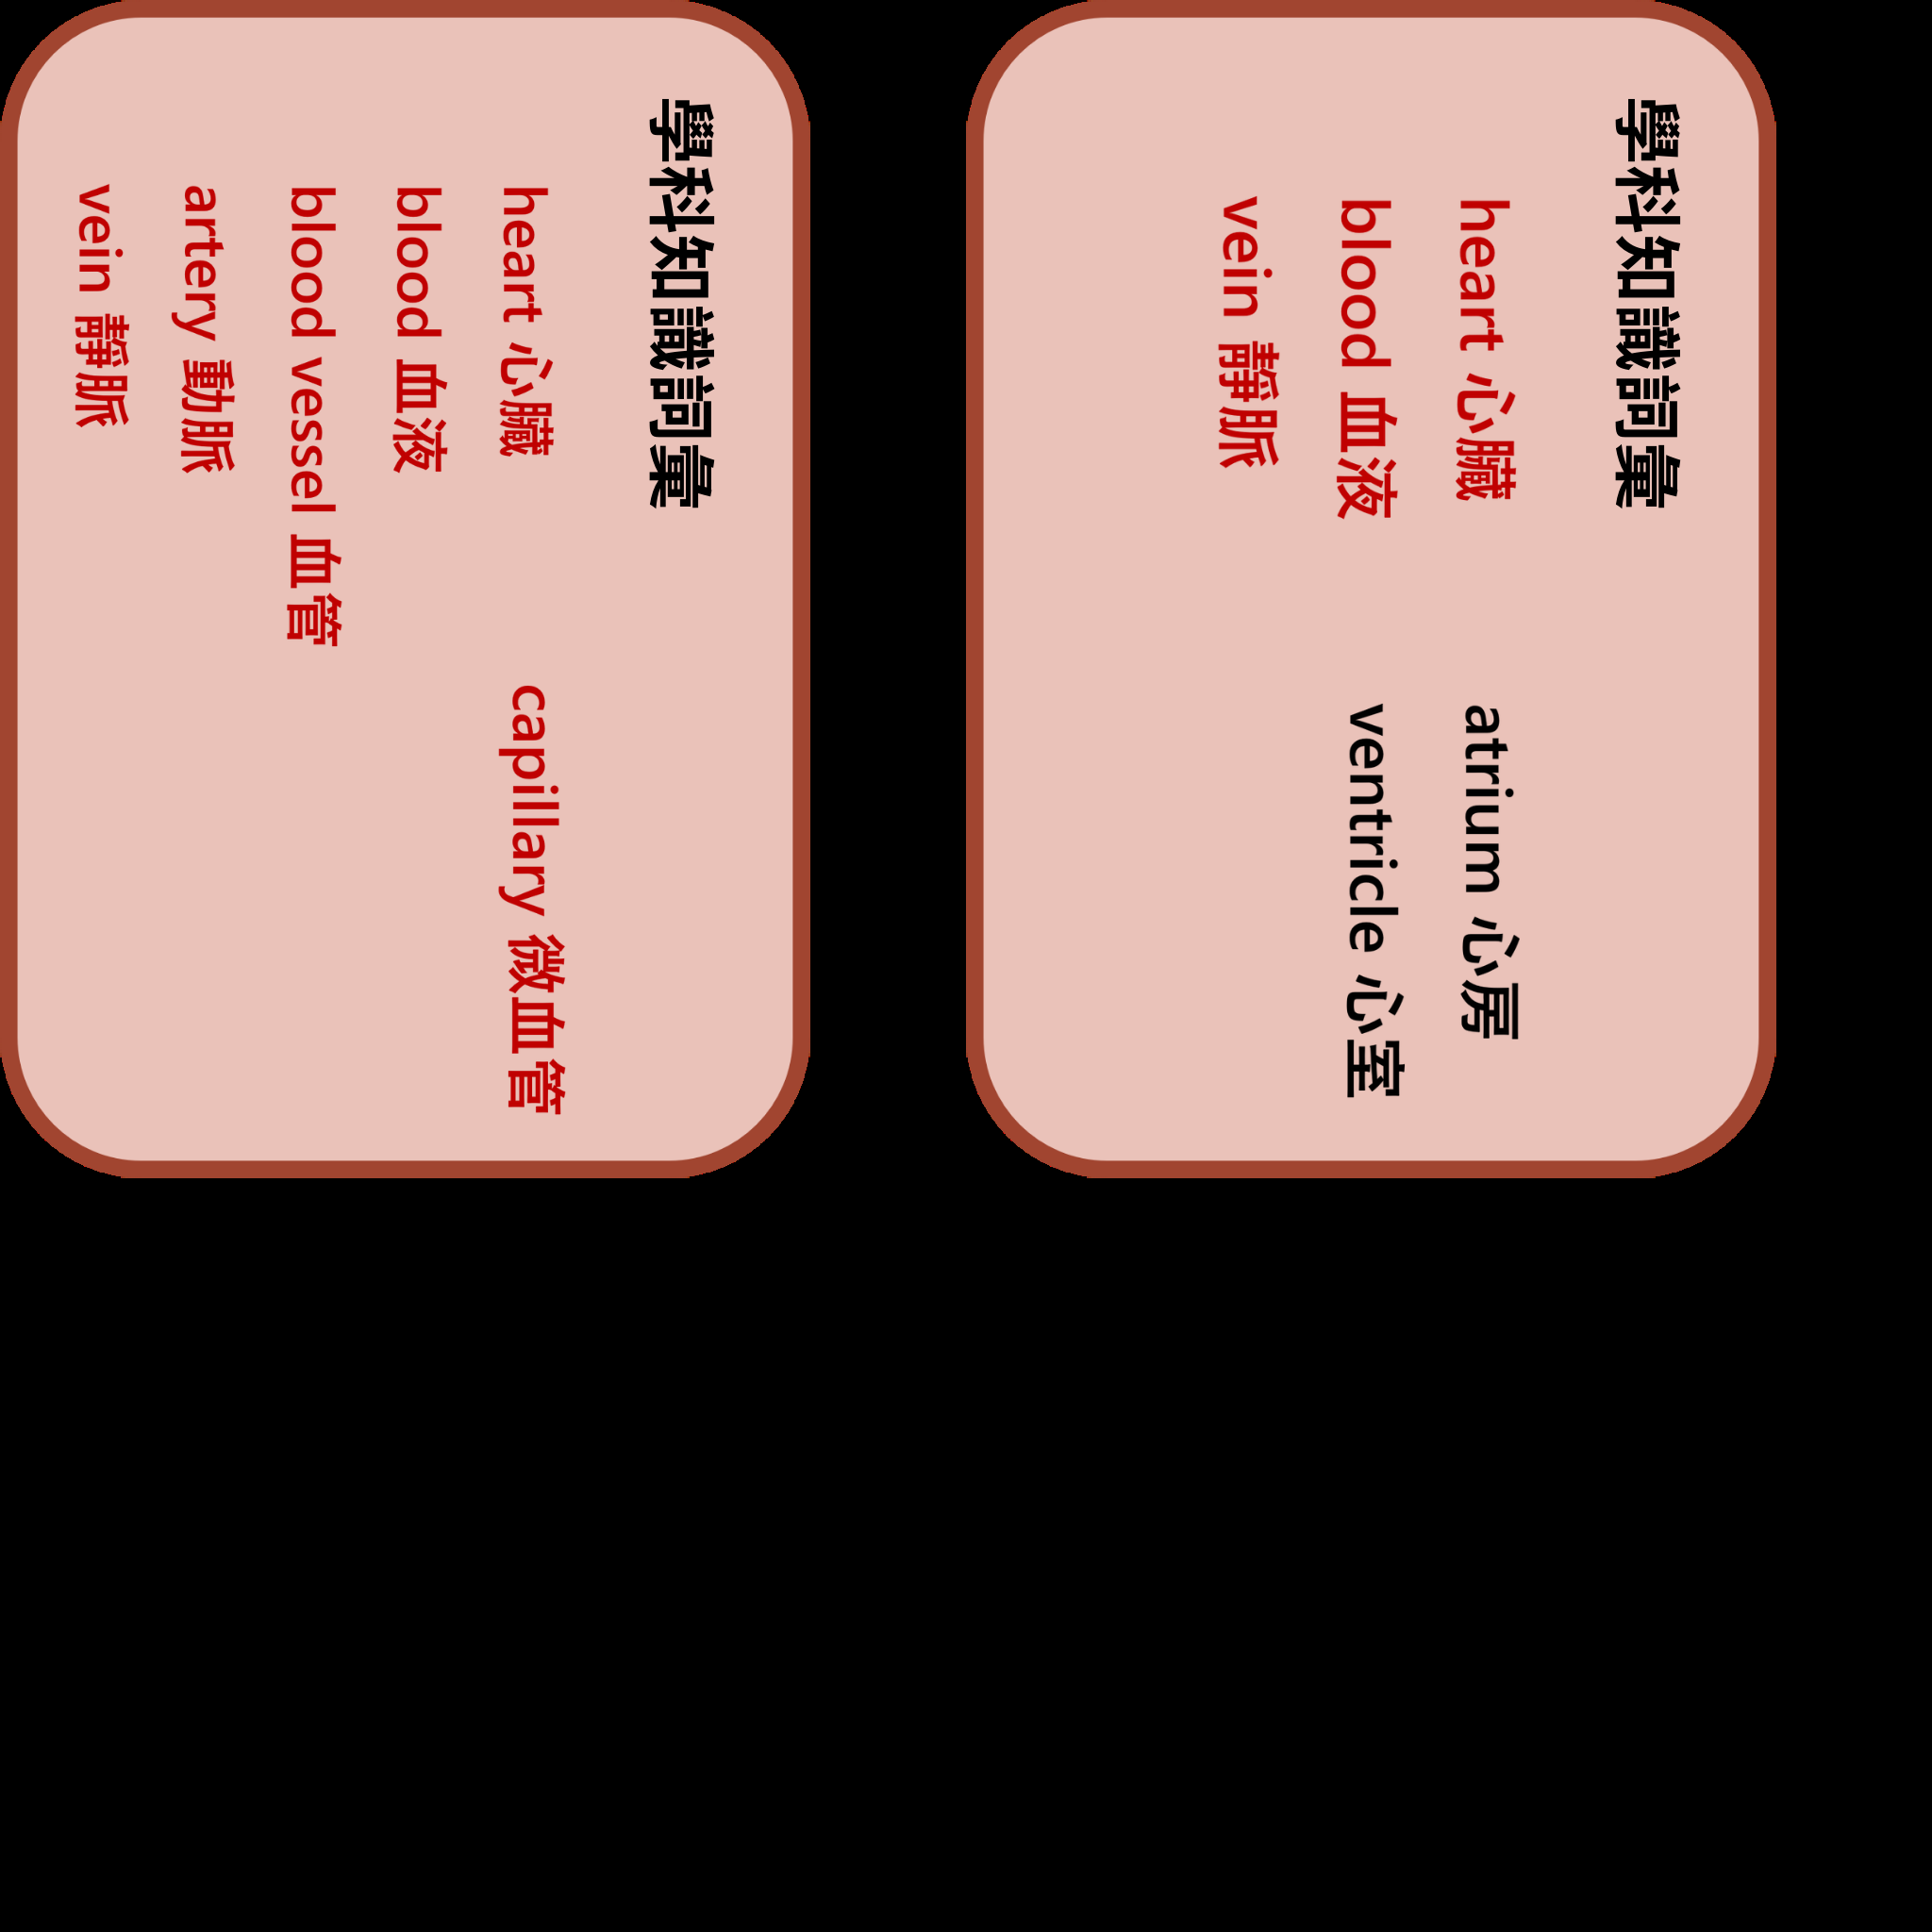 學科知識詞彙
heart 心臟
blood 血液
blood vessel 血管
artery 動脈
vein 靜脈
capillary 微血管
學科知識詞彙
heart 心臟
blood 血液
vein 靜脈
atrium 心房
ventricle 心室